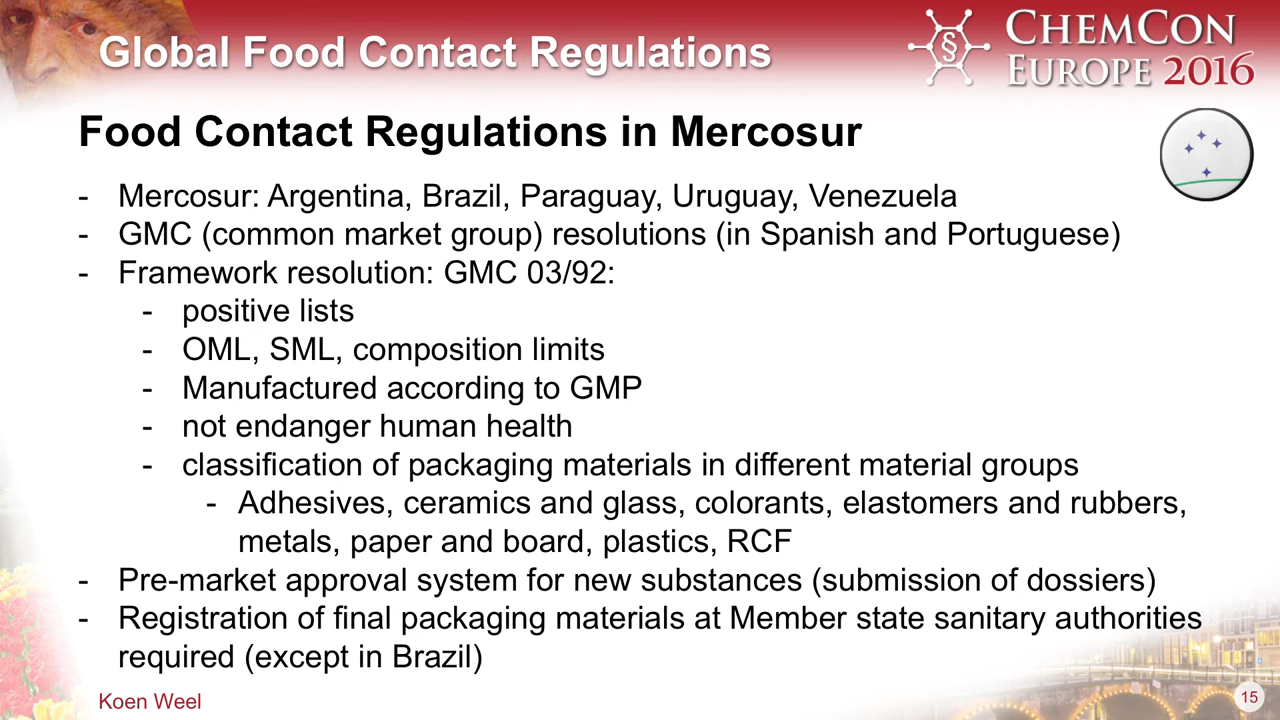 Global Food Contact Regulations
§
CHEMCON
EUROPE 2016
Food Contact Regulations in Mercosur
- Mercosur: Argentina, Brazil, Paraguay, Uruguay, Venezuela
- GMC (common market group) resolutions (in Spanish and Portuguese)
- Framework resolution: GMC 03/92:
- positive lists
- OML, SML, composition limits
- Manufactured according to GMP
- not endanger human health
- classification of packaging materials in different material groups
- Adhesives, ceramics and glass, colorants, elastomers and rubbers,
metals, paper and board, plastics, RCF
- Pre-market approval system for new substances (submission of dossiers)
- Registration of final packaging materials at Member state sanitary authorities
required (except in Brazil)
Koen Weel
15